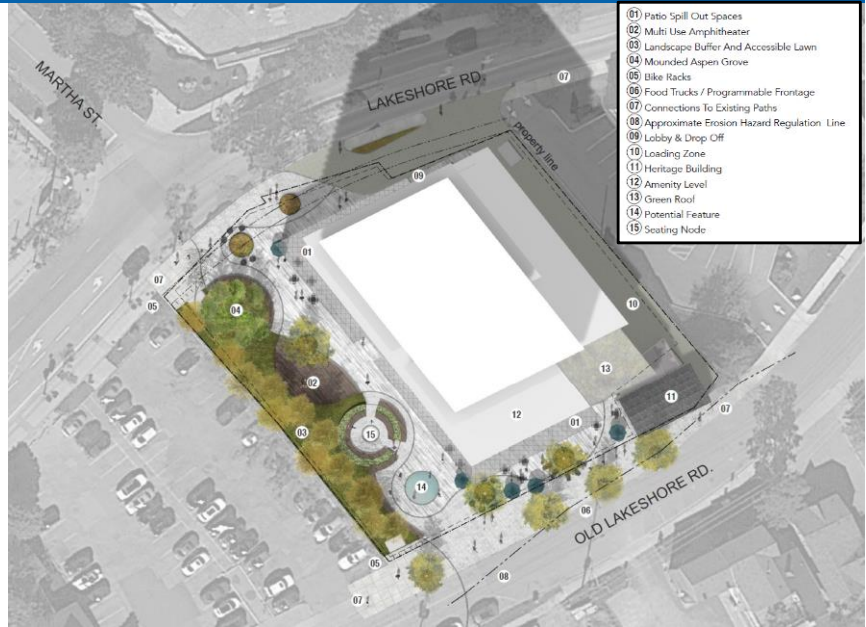 01 Patio Spill Out Spaces
02 Multi Use Amphitheater
03 Landscape Buffer And Accessible Lawn
04 Mounded Aspen Grove
05 Bike Racks
06 Food Trucks / Programmable Frontage
07 Connections To Existing Paths
08 Approximate Erosion Hazard Regulation Line
09 Lobby & Drop Off
10 Loading Zone
11 Heritage Building
12 Amenity Level
13 Green Roof
14 Potential Feature
15 Seating Node
MARTHA ST.
LAKESHORE RD.
07
property line
09
01
07
05
04
10
02
13
11
03
12
01
07
15
14
06
OLD LAKESHORE RD.
05
08
07